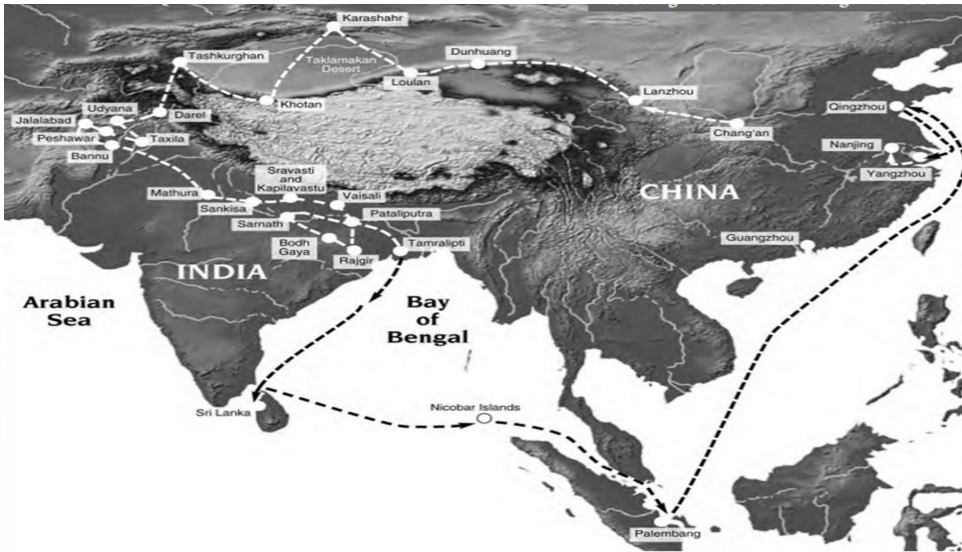 Karashahr
Dunhuang
Tashkurghan
Taklamakan
Desert
Loulan
Khotan
Lanzhou
Qingzhou
Udyana
Darel
Jalalabad
Peshawar
Taxila
Bannu
Chang'an
Nanjing
Yangzhou
Sravasti
and
Kapilavastu
Mathura
Vaisali
CHINA
Sankisa
Pataliputra
Sarnath
Bodh
Gaya
Rajgir
Tamralipti
Guangzhou
INDIA
Arabian
Sea
Bay
of
Bengal
Sri Lanka
Nicobar Islands
Palembang